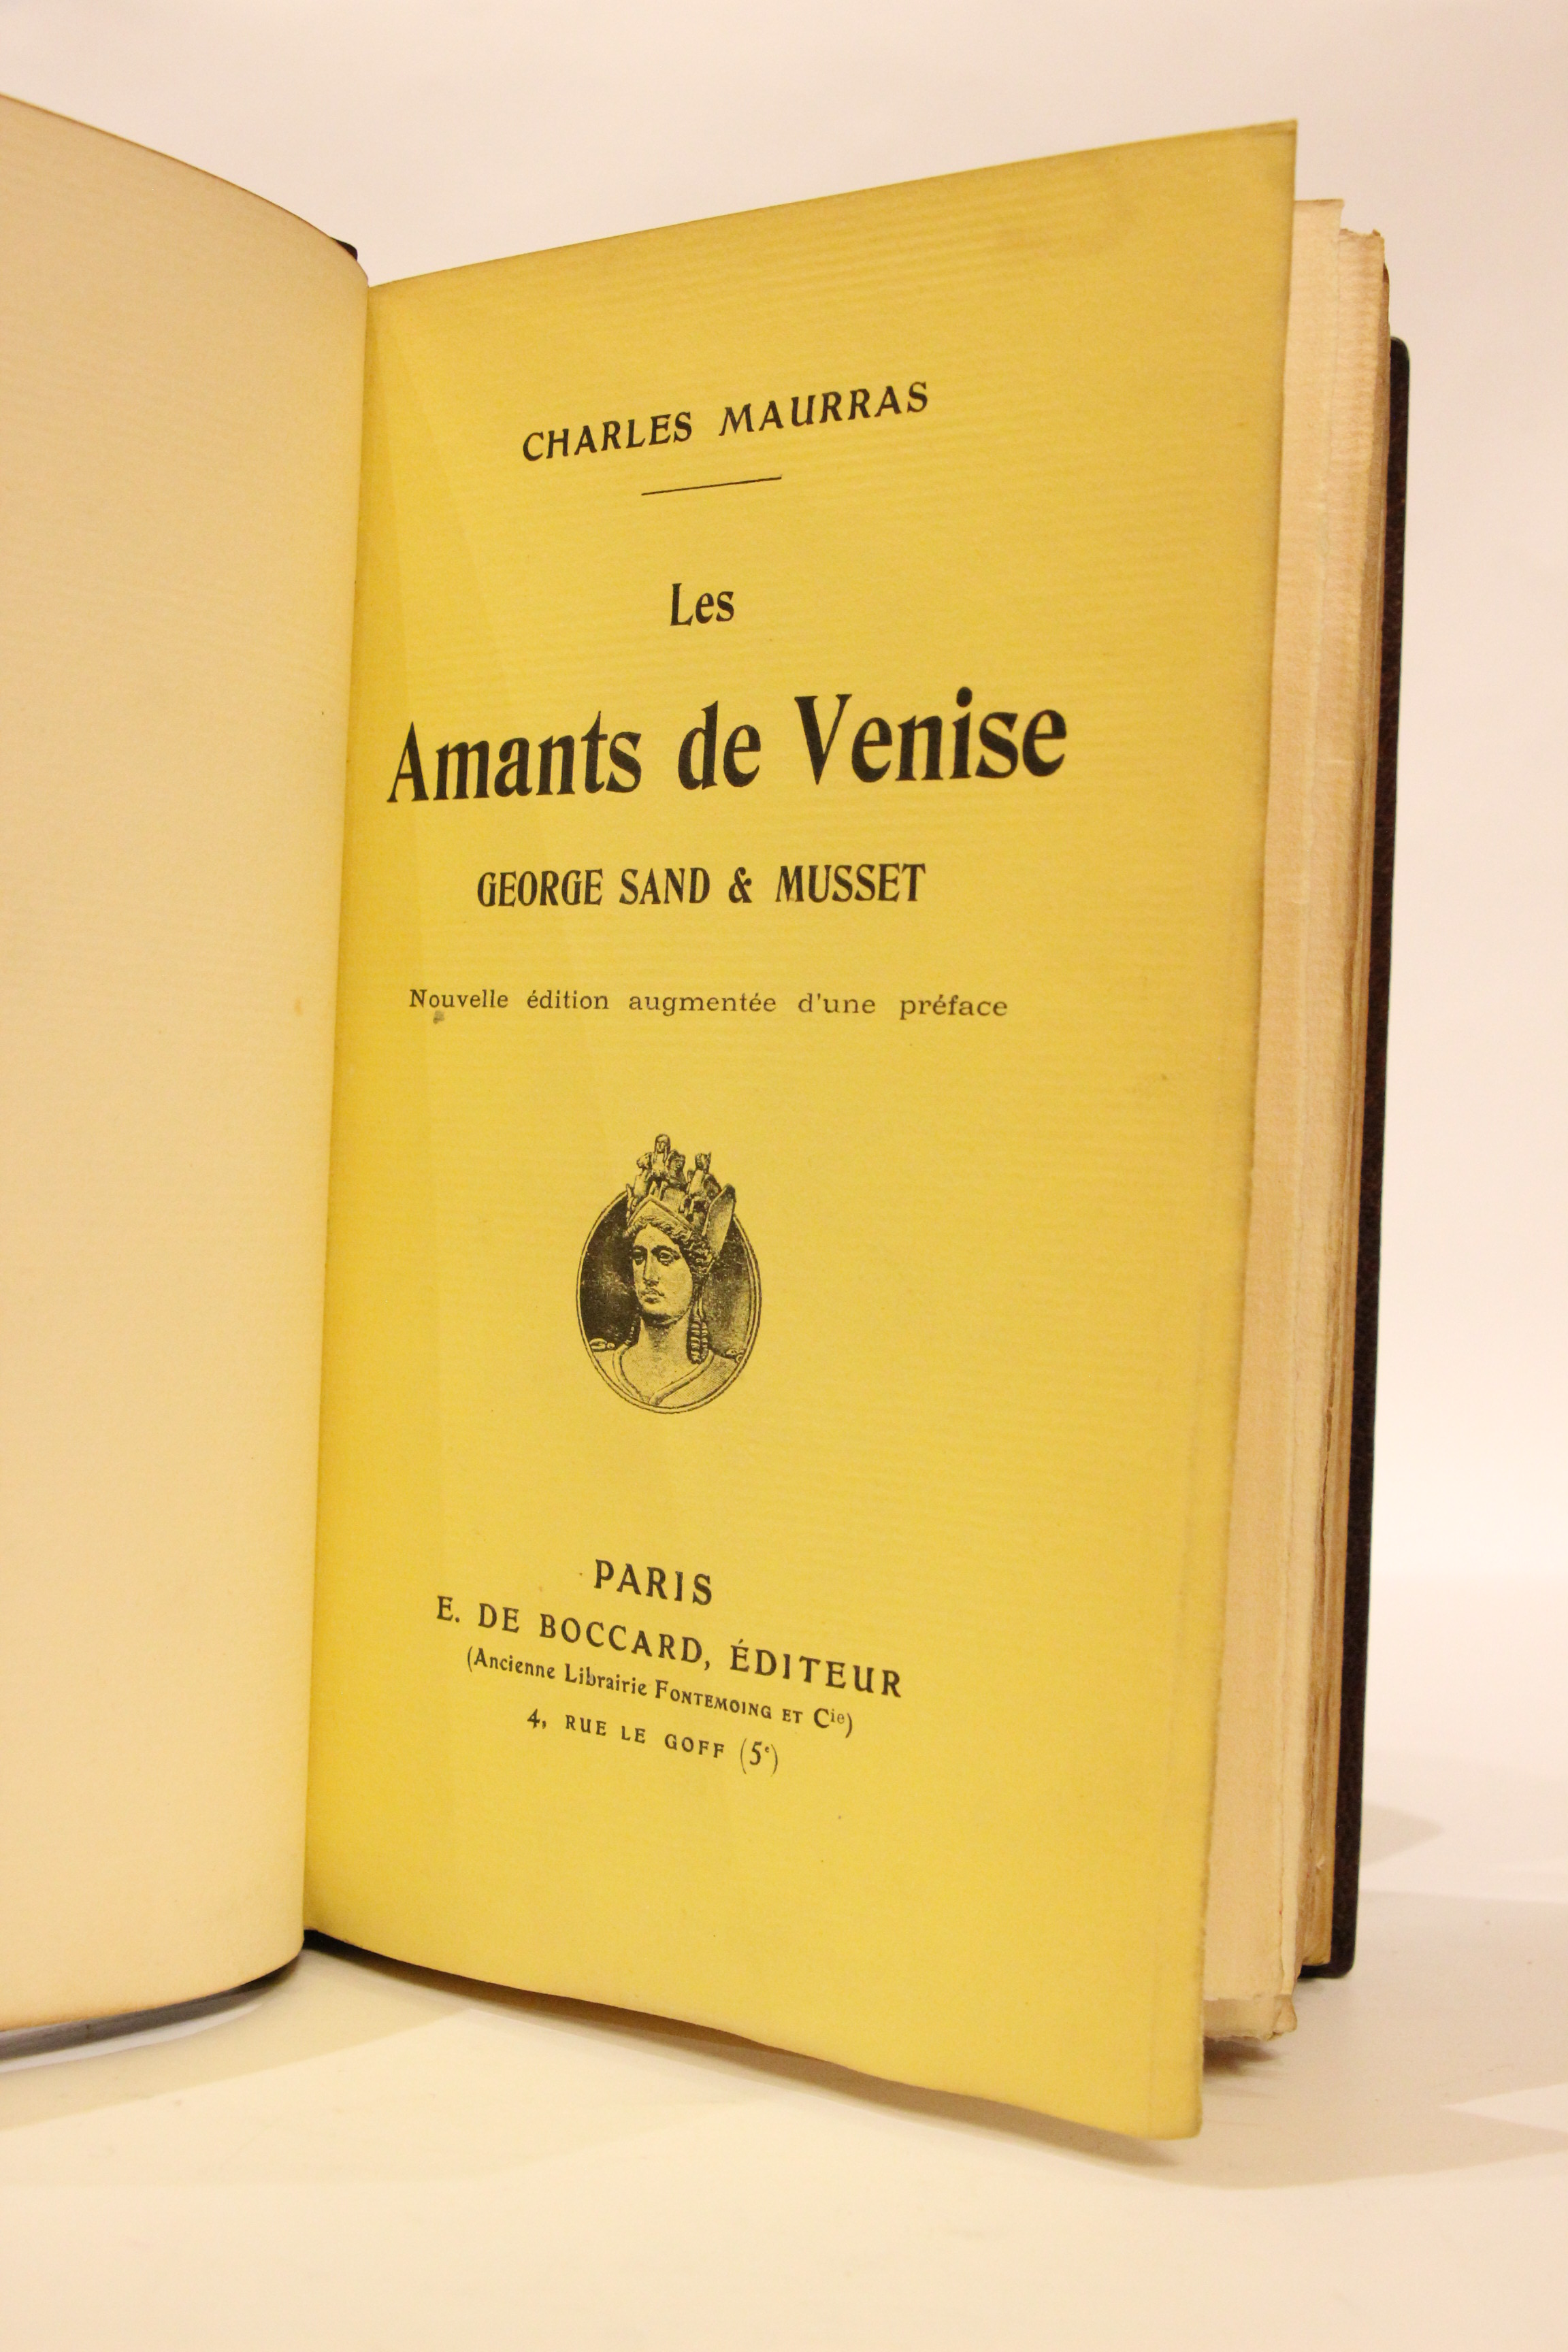 CHARLES MAURRAS
Les
Amants de Venise
GEORGE SAND & MUSSET
Nouvelle édition augmentée d'une préface
PARIS
E. DE BOCCARD, ÉDITEUR
(Ancienne Librairie FONTEMOING ET Cie)
4, RUE LE GOFF (5e)